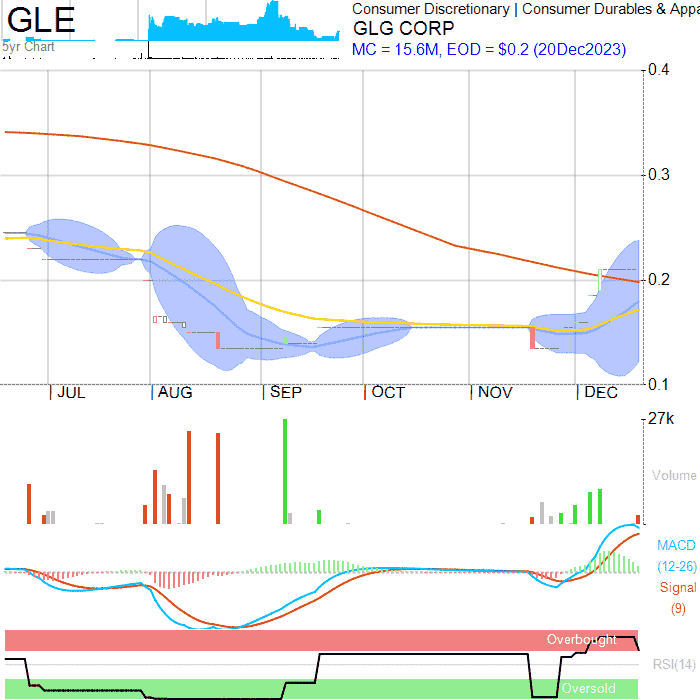 GLE
5yr Chart
Consumer Discretionary | Consumer Durables & Appa
GLG CORP
MC = 15.6M, EOD = $0.2 (20Dec2023)
0.4
0.3
0.2
0.1
JUL AUG SEP OCT NOV DEC
27k
Volume
MACD
(12-26)
Signal
(9)
Overbought
RSI(14)
Oversold